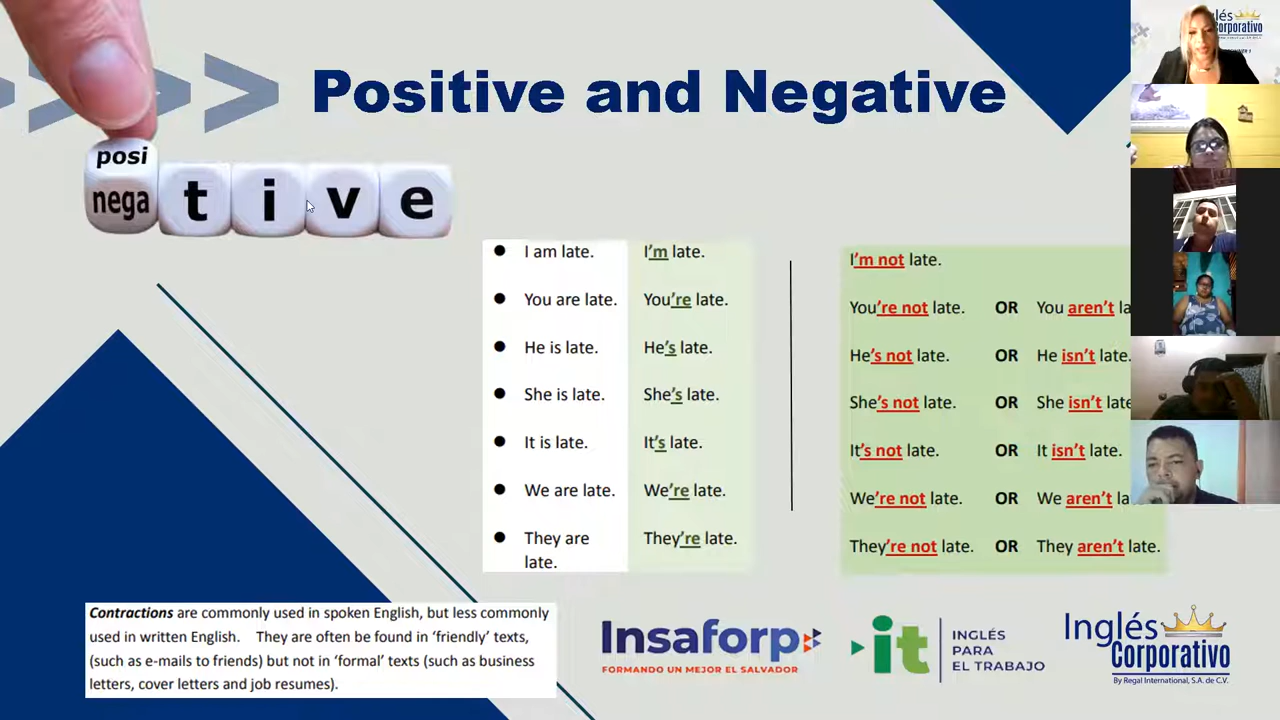 Positive and Negative
posi
nega t i v e
I am late. I'm late.
You are late. You're late.
He is late. He's late.
She is late. She's late.
It is late. It's late.
We are late. We're late.
They are They're late.
late.
I'm not late.
You're not late. OR You aren't la
He's not late. OR He isn't late.
She's not late. OR She isn't late
It's not late. OR It isn't late.
We're not late. OR We aren't la
They're not late. OR They aren't late.
Contractions are commonly used in spoken English, but less commonly
used in written English. They are often be found in 'friendly' texts,
(such as e-mails to friends) but not in 'formal' texts (such as business
letters, cover letters and job resumes).
Insaforp
FORMANDO UN MEJOR EL SALVADOR
it
INGLÉS
PARA
EL TRABAJO
Inglés
Corporativo
By Regal International, S.A. de C.V.
lés
orporativo